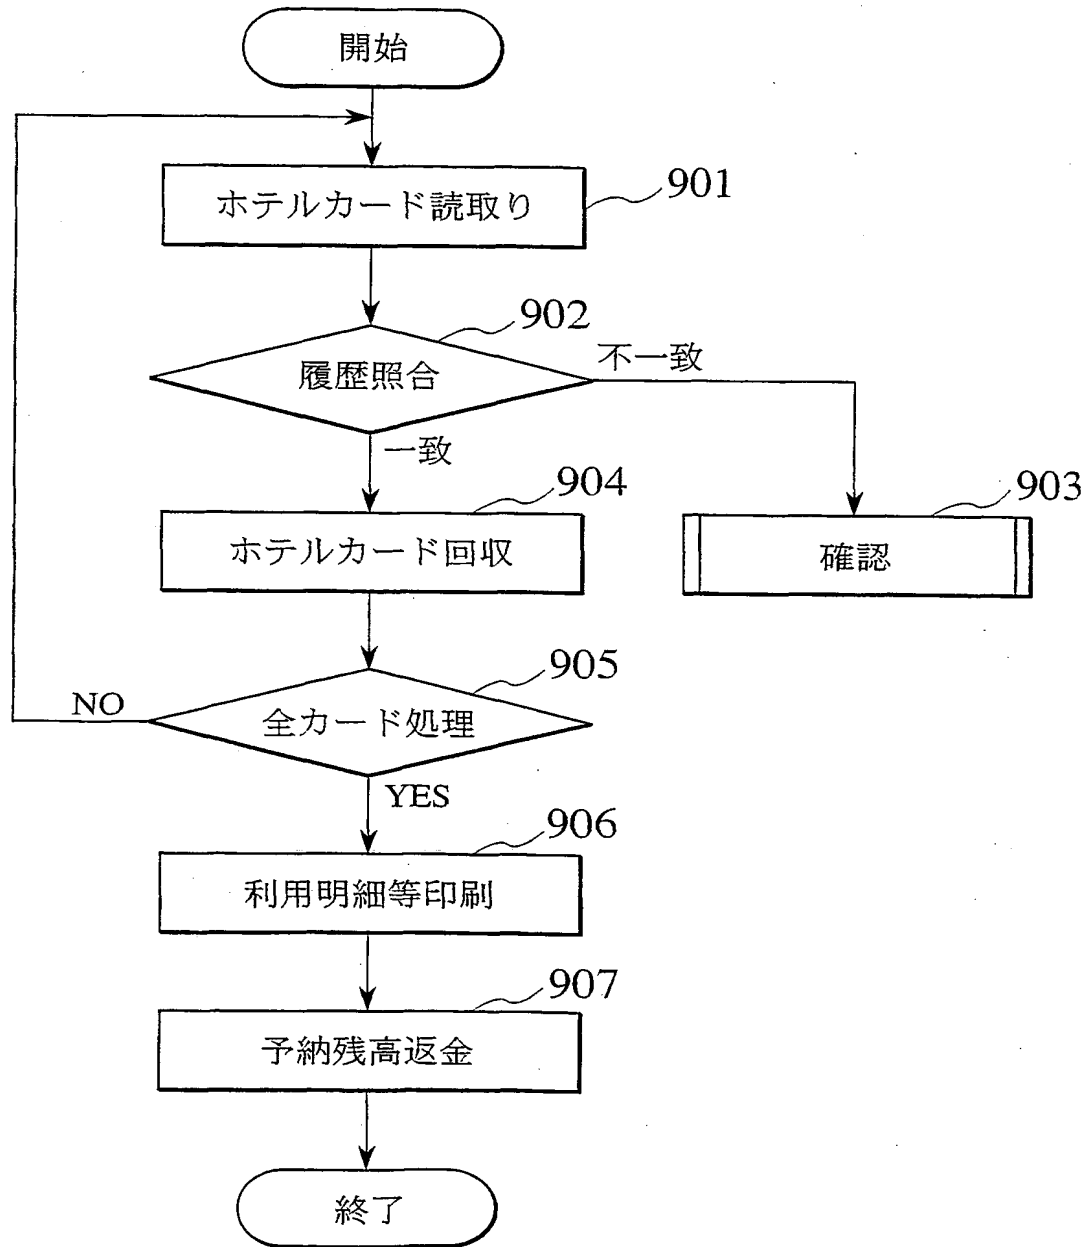 開始
ホテルカード読取り
901
902
履歴照合
不一致
一致
904
903
ホテルカード回収
確認
905
NO
全カード処理
YES
906
利用明細等印刷
907
予納残高返金
終了